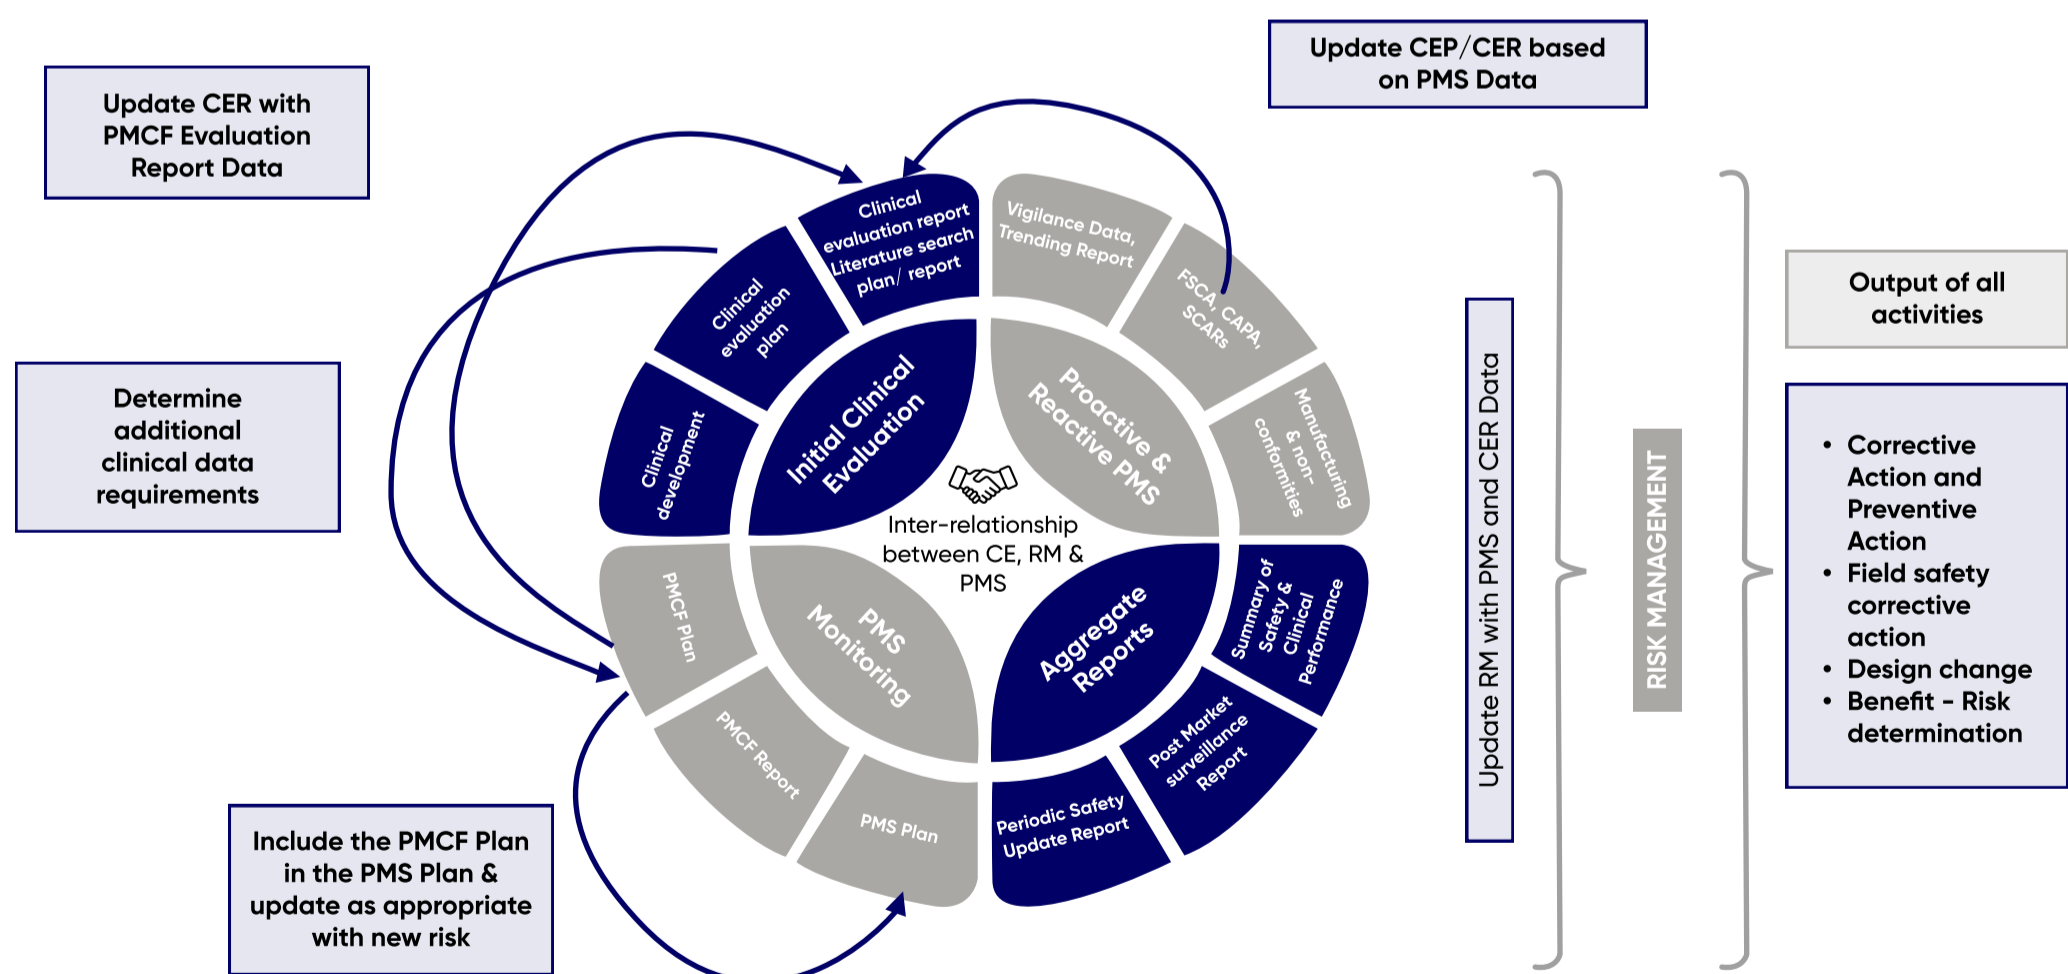 Update CEP/CER based
on PMS Data
Update CER with
PMCF Evaluation
Report Data
Determine
additional
clinical data
requirements
Include the PMCF Plan
in the PMS Plan &
update as appropriate
with new risk
Clinical
evaluation report
Literature search
plan/ report
Clinical
evaluation
plan
Clinical
development
Initial Clinical
Evaluation
Vigilance Data,
Trending Report
FSCA, CAPA,
SCARs
Manufacturing
& non-
conformities
Proactive &
Reactive PMS
Inter-relationship
between CE, RM &
PMS
PMCF Plan
PMCF Report
PMS Plan
PMS
Monitoring
Aggregate
Reports
Summary of
Safety &
Clinical
Performance
Post Market
surveillance
Report
Periodic Safety
Update Report
Update RM with PMS and CER Data
RISK MANAGEMENT
Output of all
activities
• Corrective
Action and
Preventive
Action
• Field safety
corrective
action
• Design change
• Benefit - Risk
determination